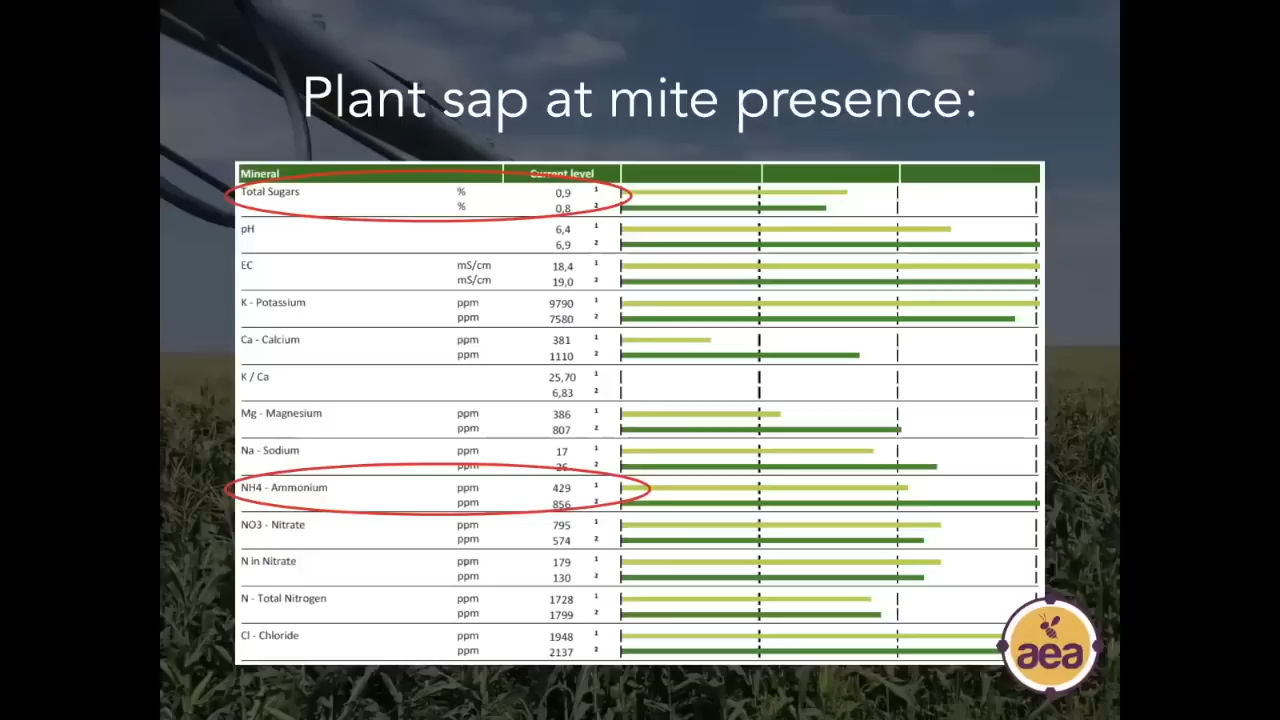 Plant sap at mite presence:
Mineral Current level
Total Sugars % 0,9 1
% 0,8 2
pH 6,4 1
6,9 2
EC mS/cm 18,4 1
mS/cm 19,0 2
K - Potassium ppm 9790 1
ppm 7580 2
Ca - Calcium ppm 381 1
ppm 1110 2
K / Ca 25,70 1
6,83 2
Mg - Magnesium ppm 386 1
ppm 807 2
Na - Sodium ppm 17 1
ppm 26 2
NH4 - Ammonium ppm 429 1
ppm 856 2
NO3 - Nitrate ppm 795 1
ppm 574 2
N in Nitrate ppm 179 1
ppm 130 2
N - Total Nitrogen ppm 1728 1
ppm 1799 2
Cl - Chloride ppm 1948 1
ppm 2137 2
aea